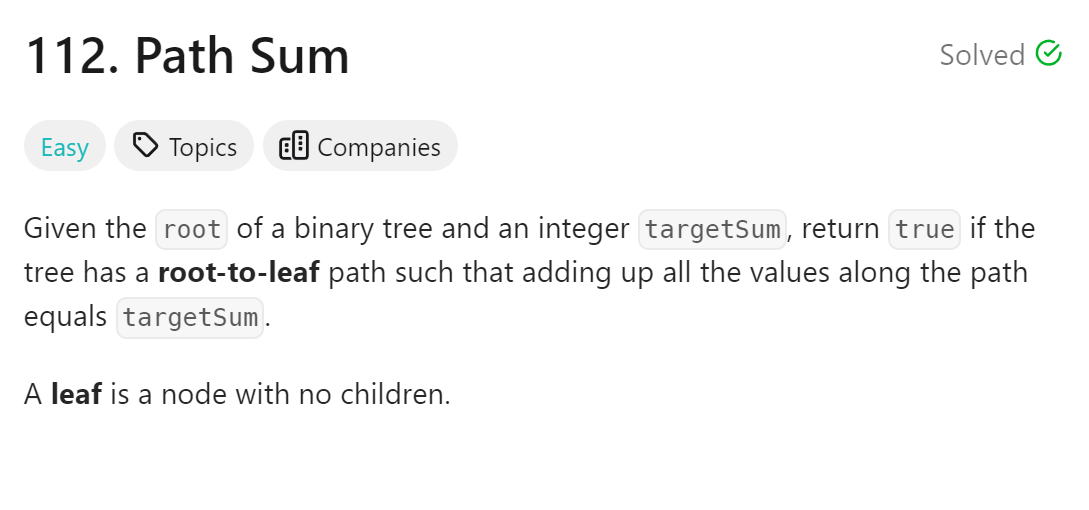 112. Path Sum
Solved
Easy
Topics
Companies
Given the root of a binary tree and an integer targetSum, return true if the
tree has a root-to-leaf path such that adding up all the values along the path
equals targetSum.
A leaf is a node with no children.